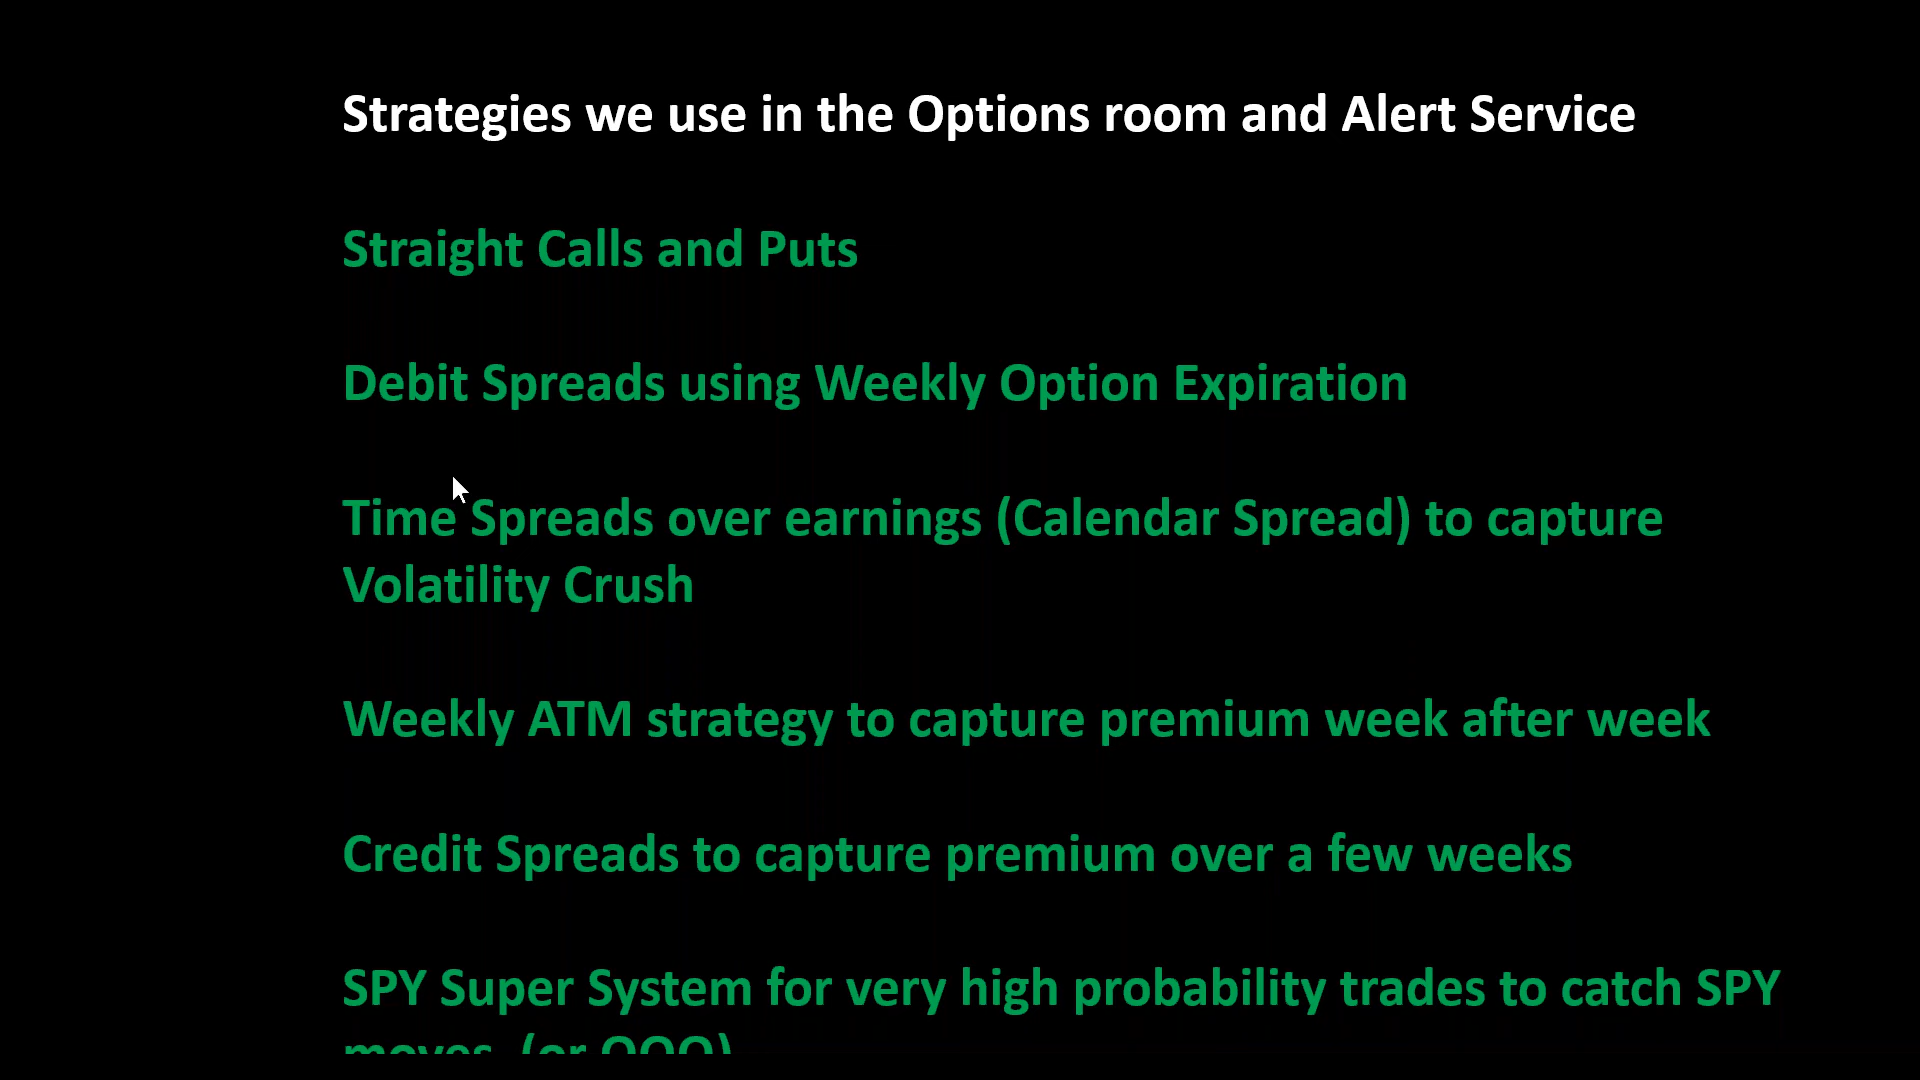 Strategies we use in the Options room and Alert Service
Straight Calls and Puts
Debit Spreads using Weekly Option Expiration
Time Spreads over earnings (Calendar Spread) to capture
Volatility Crush
Weekly ATM strategy to capture premium week after week
Credit Spreads to capture premium over a few weeks
SPY Super System for very high probability trades to catch SPY
moves (or QQQ)